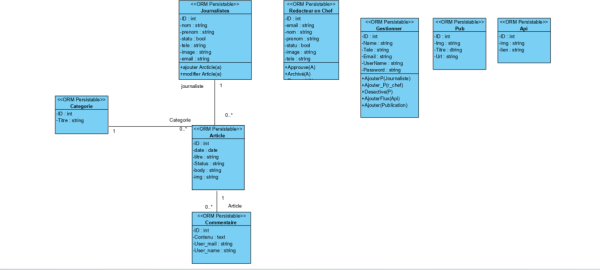 <<ORM Persistable>>
Journalistee
-ID : int
-nom : string
-prenom : string
-statu : bool
-tele : string
-image : string
-email : string
+ajouter Article(a)
+modifier Article(a)
<<ORM Persistable>>
Redacteur en Chef
-ID : int
-email : string
-nom : string
-prenom : string
-statut : bool
-image : string
-tele : string
+Approuve(A)
+Archivé(A)
<<ORM Persistable>>
Gestionner
-ID : int
-Name : string
-Tele : string
-Email : string
-UserName : string
-Password : string
+AjouterP(Journaliste)
+Ajouter_P(r_chef)
+Desactive(P)
+AjouterFlux(Api)
+Ajouter(Publication)
<<ORM Persistable>>
Pub
-ID : int
-Img : string
-Titre : string
-Url : string
<<ORM Persistable>>
Api
-ID : int
-img : string
-lien : string
journaliste
1
<<ORM Persistable>>
Categorie
-ID : int
-Titre : string
Categorie
1
0..*
0..*
<<ORM Persistable>>
Article
-ID : int
-date : date
-titre : string
-Status : string
-body : string
-img : string
1
Article
0..*
<<ORM Persistable>>
Commentaire
-ID : int
-Contenu : text
-User_mail : string
-User_name : string